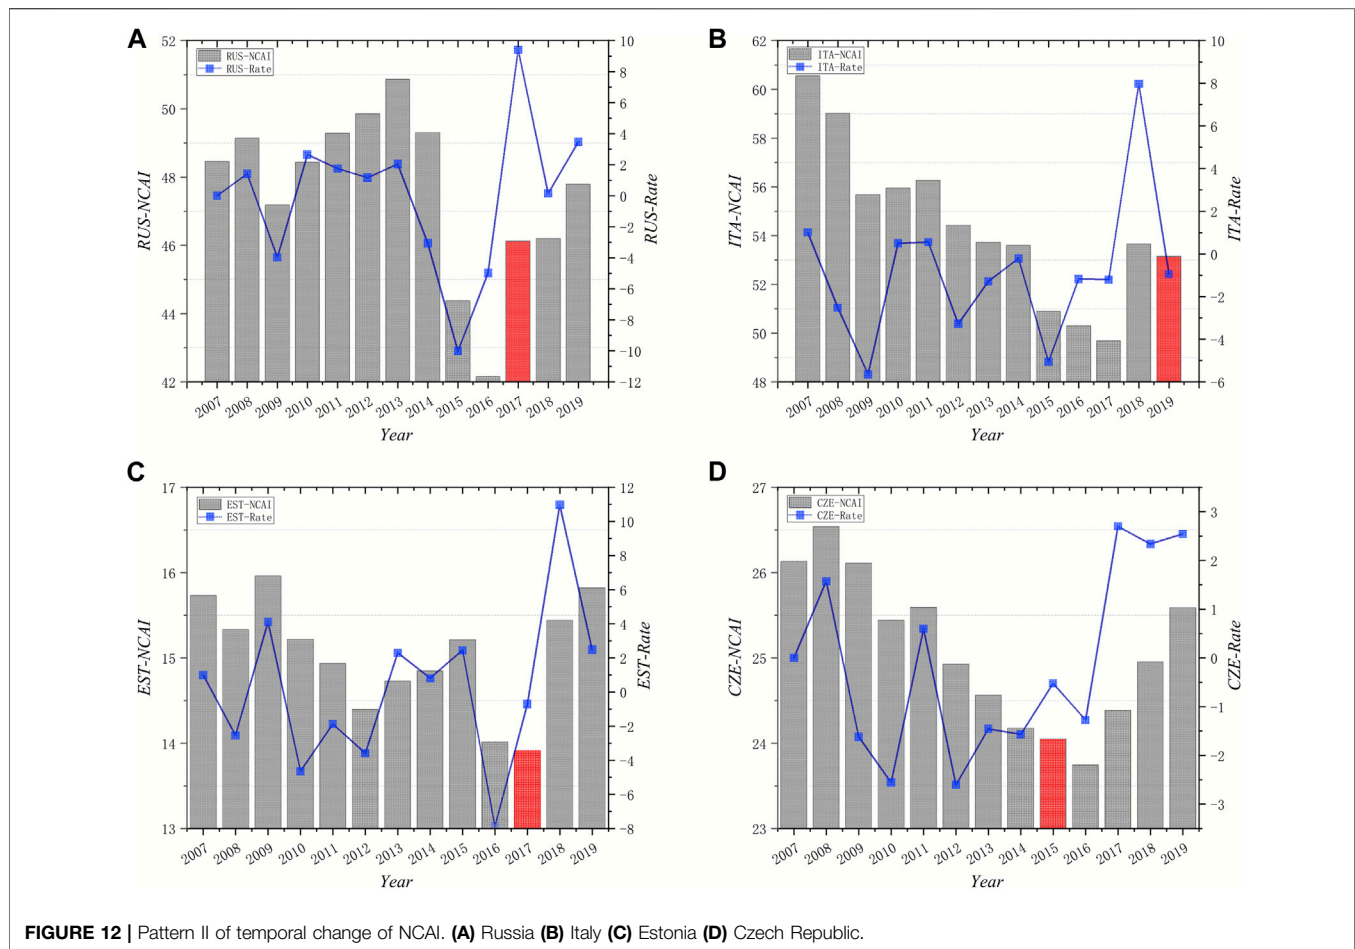 A
RUS-NCAI
RUS-Rate
52
50
48
46
44
42
RUS-NCAI
10
8
6
4
2
0
−2
−4
−6
−8
−10
−12
RUS-Rate
2007 2008 2009 2010 2011 2012 2013 2014 2015 2016 2017 2018 2019
Year
B
ITA-NCAI
ITA-Rate
62
60
58
56
54
52
50
48
ITA-NCAI
10
8
6
4
2
0
−2
−4
−6
ITA-Rate
2007 2008 2009 2010 2011 2012 2013 2014 2015 2016 2017 2018 2019
Year
C
EST-NCAI
EST-Rate
17
16
15
14
13
EST-NCAI
12
10
8
6
4
2
0
−2
−4
−6
−8
EST-Rate
2007 2008 2009 2010 2011 2012 2013 2014 2015 2016 2017 2018 2019
Year
D
CZE-NCAI
CZE-Rate
27
26
25
24
23
CZE-NCAI
3
2
1
0
−1
−2
−3
CZE-Rate
2007 2008 2009 2010 2011 2012 2013 2014 2015 2016 2017 2018 2019
Year
FIGURE 12 | Pattern II of temporal change of NCAI. (A) Russia (B) Italy (C) Estonia (D) Czech Republic.